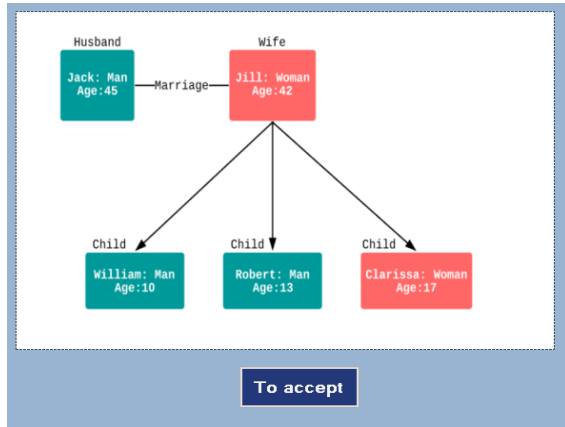 Husband
Wife
Jack: Man
Age:45
Marriage
Jill: Woman
Age:42
Child
Child
Child
William: Man
Age:10
Robert: Man
Age:13
Clarissa: Woman
Age:17
To accept